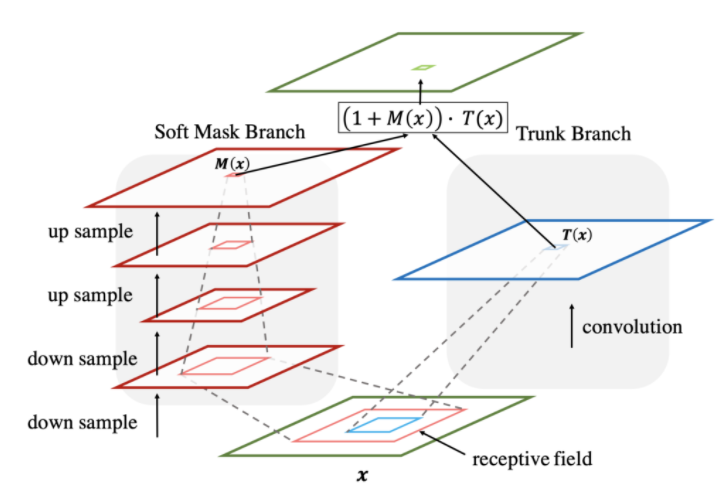 (1 + M(x)) · T(x)
Soft Mask Branch
Trunk Branch
M(x)
T(x)
up sample
up sample
convolution
down sample
down sample
receptive field
x